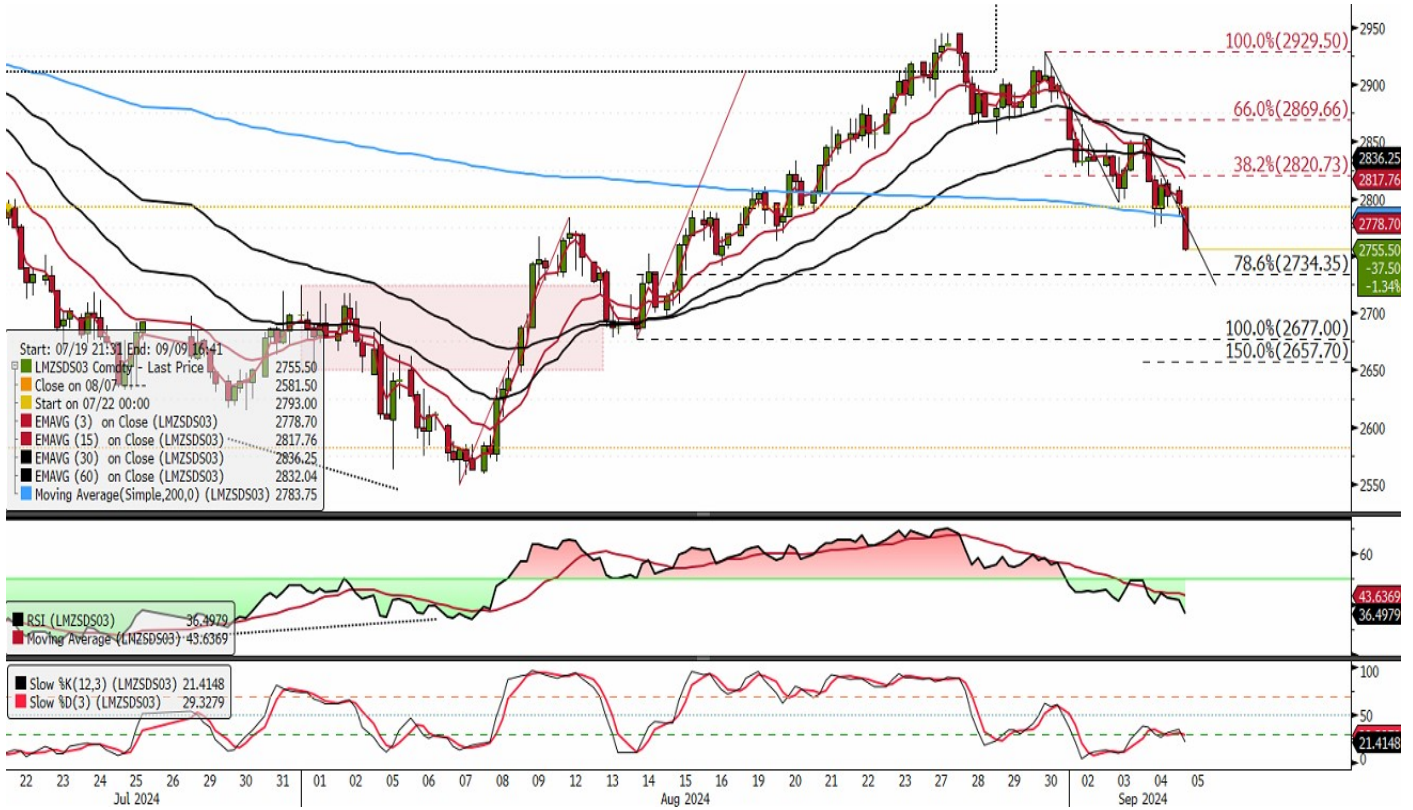 2950
100.0%(2929.50)
2900
66.0%(2869.66)
2850
2836.25
38.2%(2820.73)
2817.76
2800
2778.70
2755.50
-37.50
-1.34%
78.6%(2734.35)
2700
100.0%(2677.00)
150.0%(2657.70)
2650
2600
2550
Start: 07/19 21:31 End: 09/09 16:41
LMZSDS03 Comdty - Last Price 2755.50
Close on 08/07 ---- 2581.50
Start on 07/22 00:00 2793.00
EMAVG (3) on Close (LMZSDS03) 2778.70
EMAVG (15) on Close (LMZSDS03) 2817.76
EMAVG (30) on Close (LMZSDS03) 2836.25
EMAVG (60) on Close (LMZSDS03) 2832.04
Moving Average(Simple,200,0) (LMZSDS03) 2783.75
60
43.6369
36.4979
RSI (LMZSDS03) 36.4979
Moving Average (LMZSDS03) 43.6369
Slow %K(12,3) (LMZSDS03) 21.4148
Slow %D(3) (LMZSDS03) 29.3279
100
50
21.4148
0
22 23 24 25 26 29 30 31 01 02 05 06 07 09 12 13 14 15 16 19 20 21 22 23 27 28 29 30 02 03 04 05
Jul 2024 Aug 2024 Sep 2024